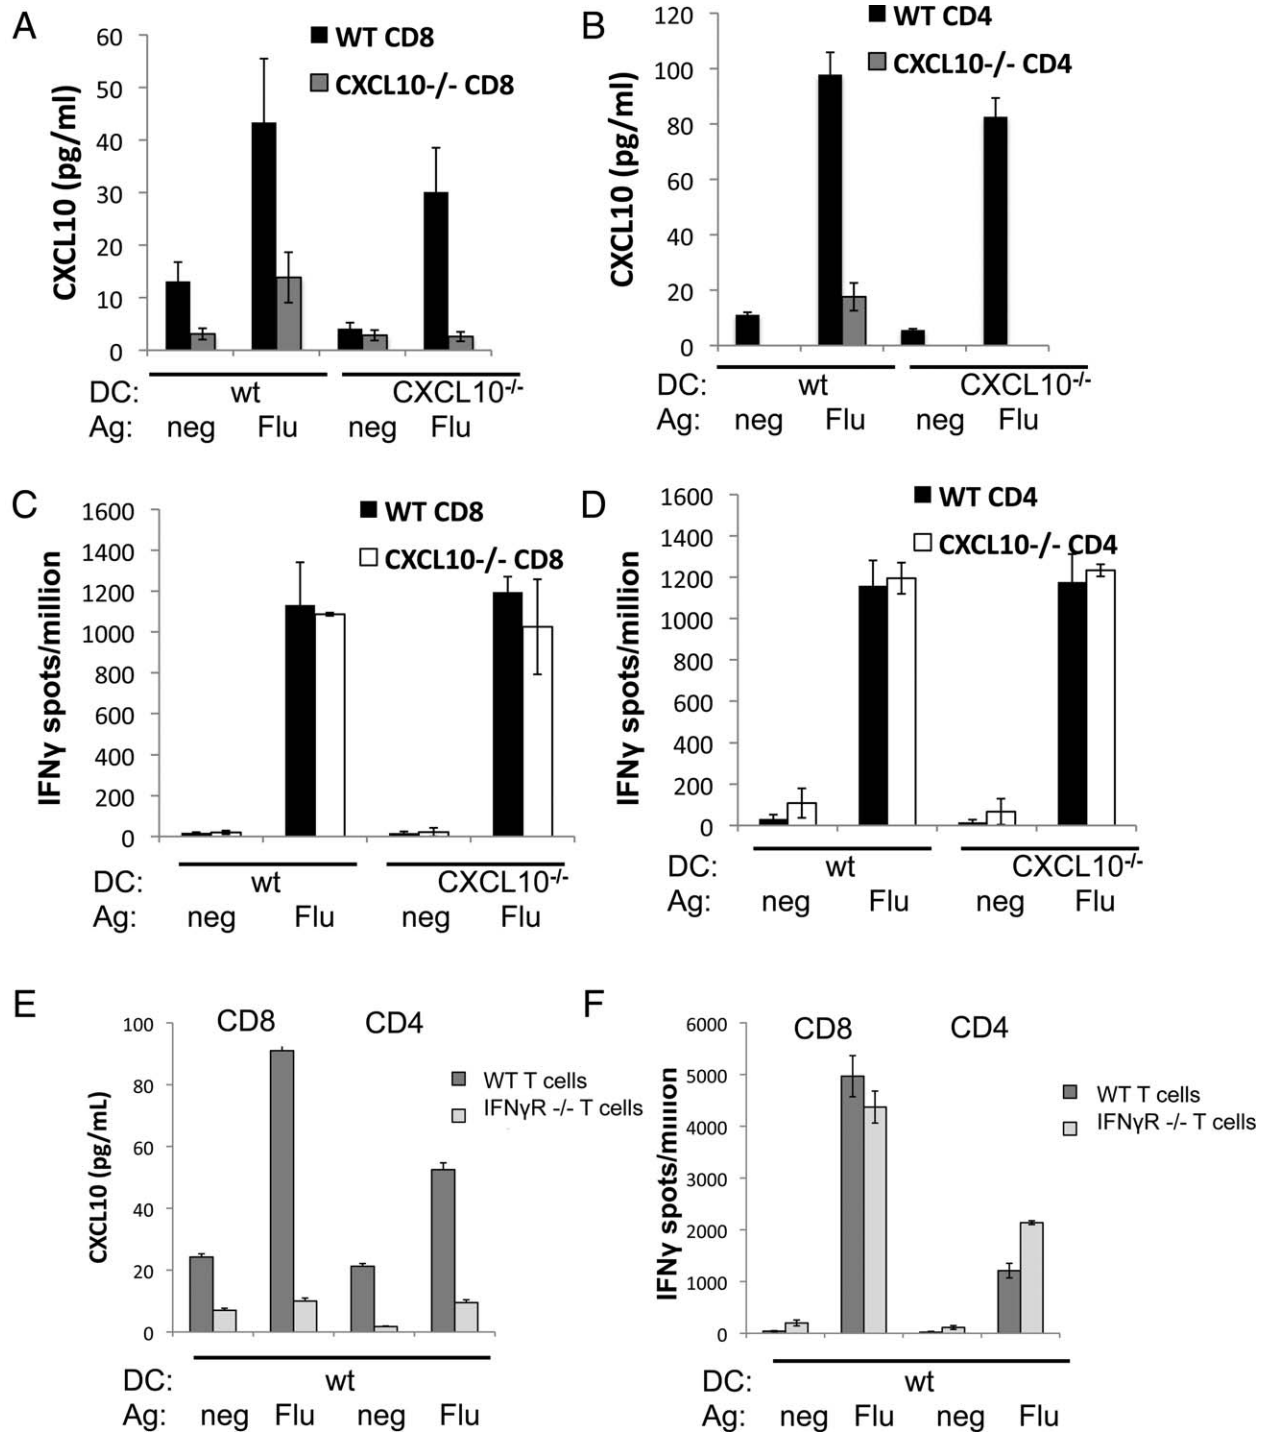 A
CXCL10 (pg/ml)
60
50
40
30
20
10
0
WT CD8
CXCL10-/- CD8
DC: wt CXCL10-/-
Ag: neg Flu neg Flu
B
CXCL10 (pg/ml)
120
100
80
60
40
20
0
WT CD4
CXCL10-/- CD4
DC: wt CXCL10-/-
Ag: neg Flu neg Flu
C
IFNγ spots/million
1600
1400
1200
1000
800
600
400
200
0
WT CD8
CXCL10-/- CD8
DC: wt CXCL10-/-
Ag: neg Flu neg Flu
D
IFNγ spots/million
1600
1400
1200
1000
800
600
400
200
0
WT CD4
CXCL10-/- CD4
DC: wt CXCL10-/-
Ag: neg Flu neg Flu
E
CXCL10 (pg/mL)
100
80
60
40
20
0
CD8 CD4
WT T cells
IFNγR -/- T cells
DC: wt
Ag: neg Flu neg Flu
F
IFNγ spots/million
6000
5000
4000
3000
2000
1000
0
CD8 CD4
WT T cells
IFNγR -/- T cells
DC: wt
Ag: neg Flu neg Flu